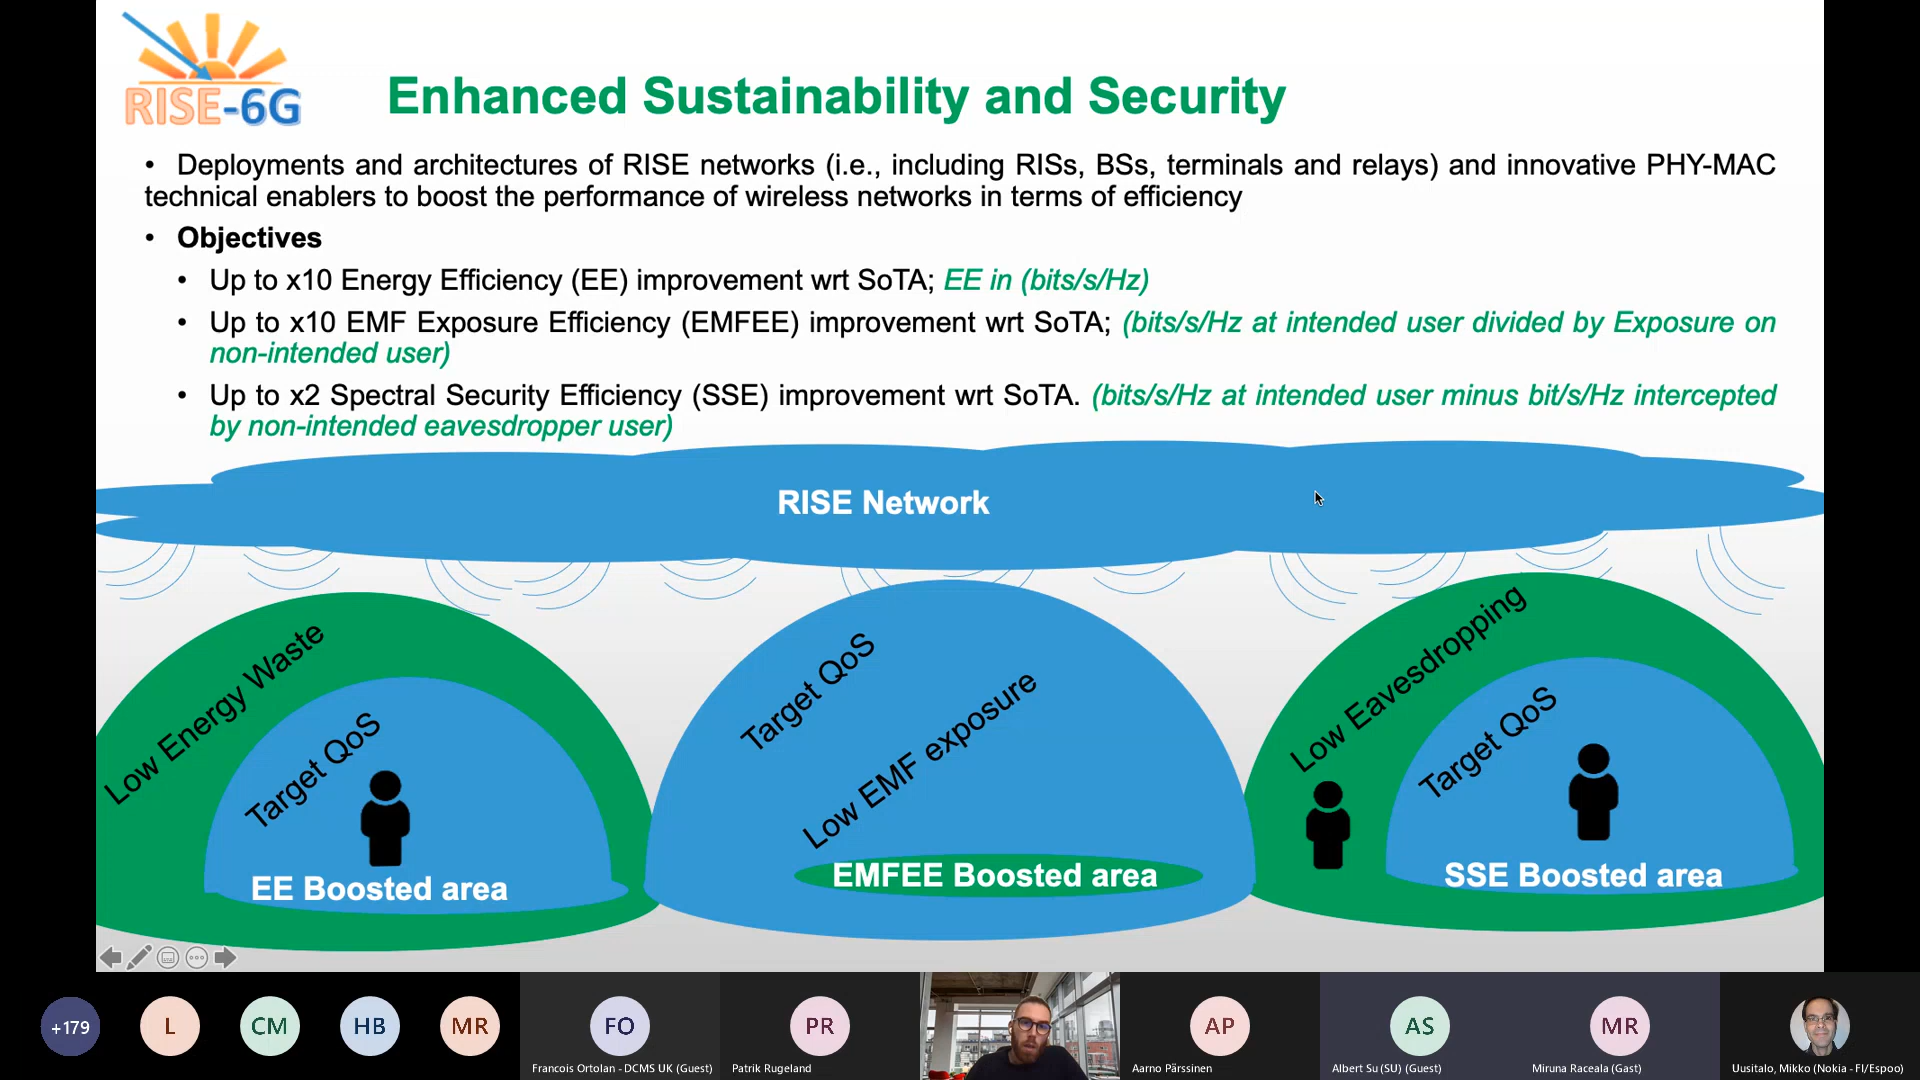 RISE-6G
Enhanced Sustainability and Security
• Deployments and architectures of RISE networks (i.e., including RISs, BSs, terminals and relays) and innovative PHY-MAC
technical enablers to boost the performance of wireless networks in terms of efficiency
• Objectives
• Up to x10 Energy Efficiency (EE) improvement wrt SoTA; EE in (bits/s/Hz)
• Up to x10 EMF Exposure Efficiency (EMFEE) improvement wrt SoTA; (bits/s/Hz at intended user divided by Exposure on
non-intended user)
• Up to x2 Spectral Security Efficiency (SSE) improvement wrt SoTA. (bits/s/Hz at intended user minus bit/s/Hz intercepted
by non-intended eavesdropper user)
RISE Network
Low Energy Waste
Target QoS
EE Boosted area
Target QoS
Low EMF exposure
EMFEE Boosted area
Low Eavesdropping
Target QoS
SSE Boosted area
+179
L
CM
HB
MR
FO
Francois Ortolan - DCMS UK (Guest)
PR
Patrik Rugeland
AP
Aarno Pärssinen
AS
Albert Su (SU) (Guest)
MR
Miruna Raceala (Gast)
Uusitalo, Mikko (Nokia - FI/Espoo)